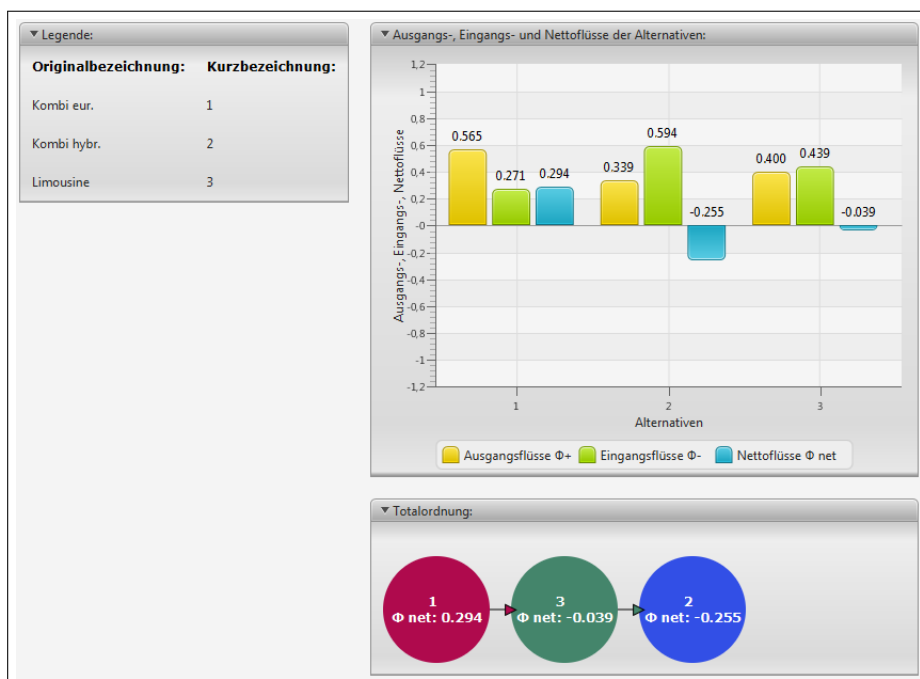 Legende:
Originalbezeichnung: Kurzbezeichnung:
Kombi eur. 1
Kombi hybr. 2
Limousine 3
Ausgangs-, Eingangs- und Nettoflüsse der Alternativen:
Ausgangs-, Eingangs-, Nettoflüsse
1,2
1
0,8
0,6
0,4
0,2
-0
-0,2
-0,4
-0,6
-0,8
-1
-1,2
0.565 0.271 0.294 0.339 0.594 -0.255 0.400 0.439 -0.039
1 2 3
Alternativen
Ausgangsflüsse Φ+ Eingangsflüsse Φ- Nettoflüsse Φ net
Totalordnung:
1 3 2
Φ net: 0.294 Φ net: -0.039 Φ net: -0.255